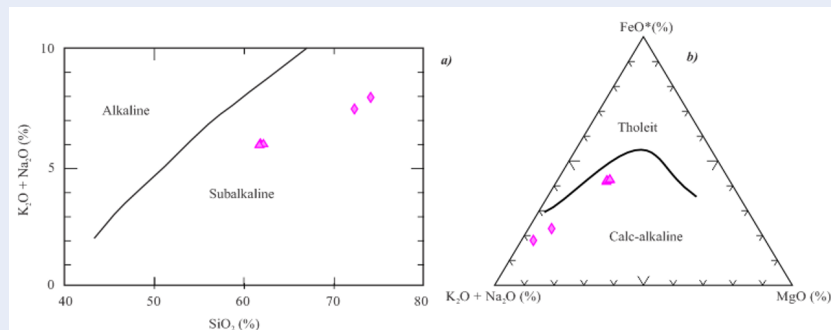 10
5
0
40
50
60
70
80
K₂O + Na₂O (%)
SiO₂ (%)
Alkaline
Subalkaline
a)
b)
FeO*(%)
Tholeit
Calc-alkaline
K₂O + Na₂O (%)
MgO (%)